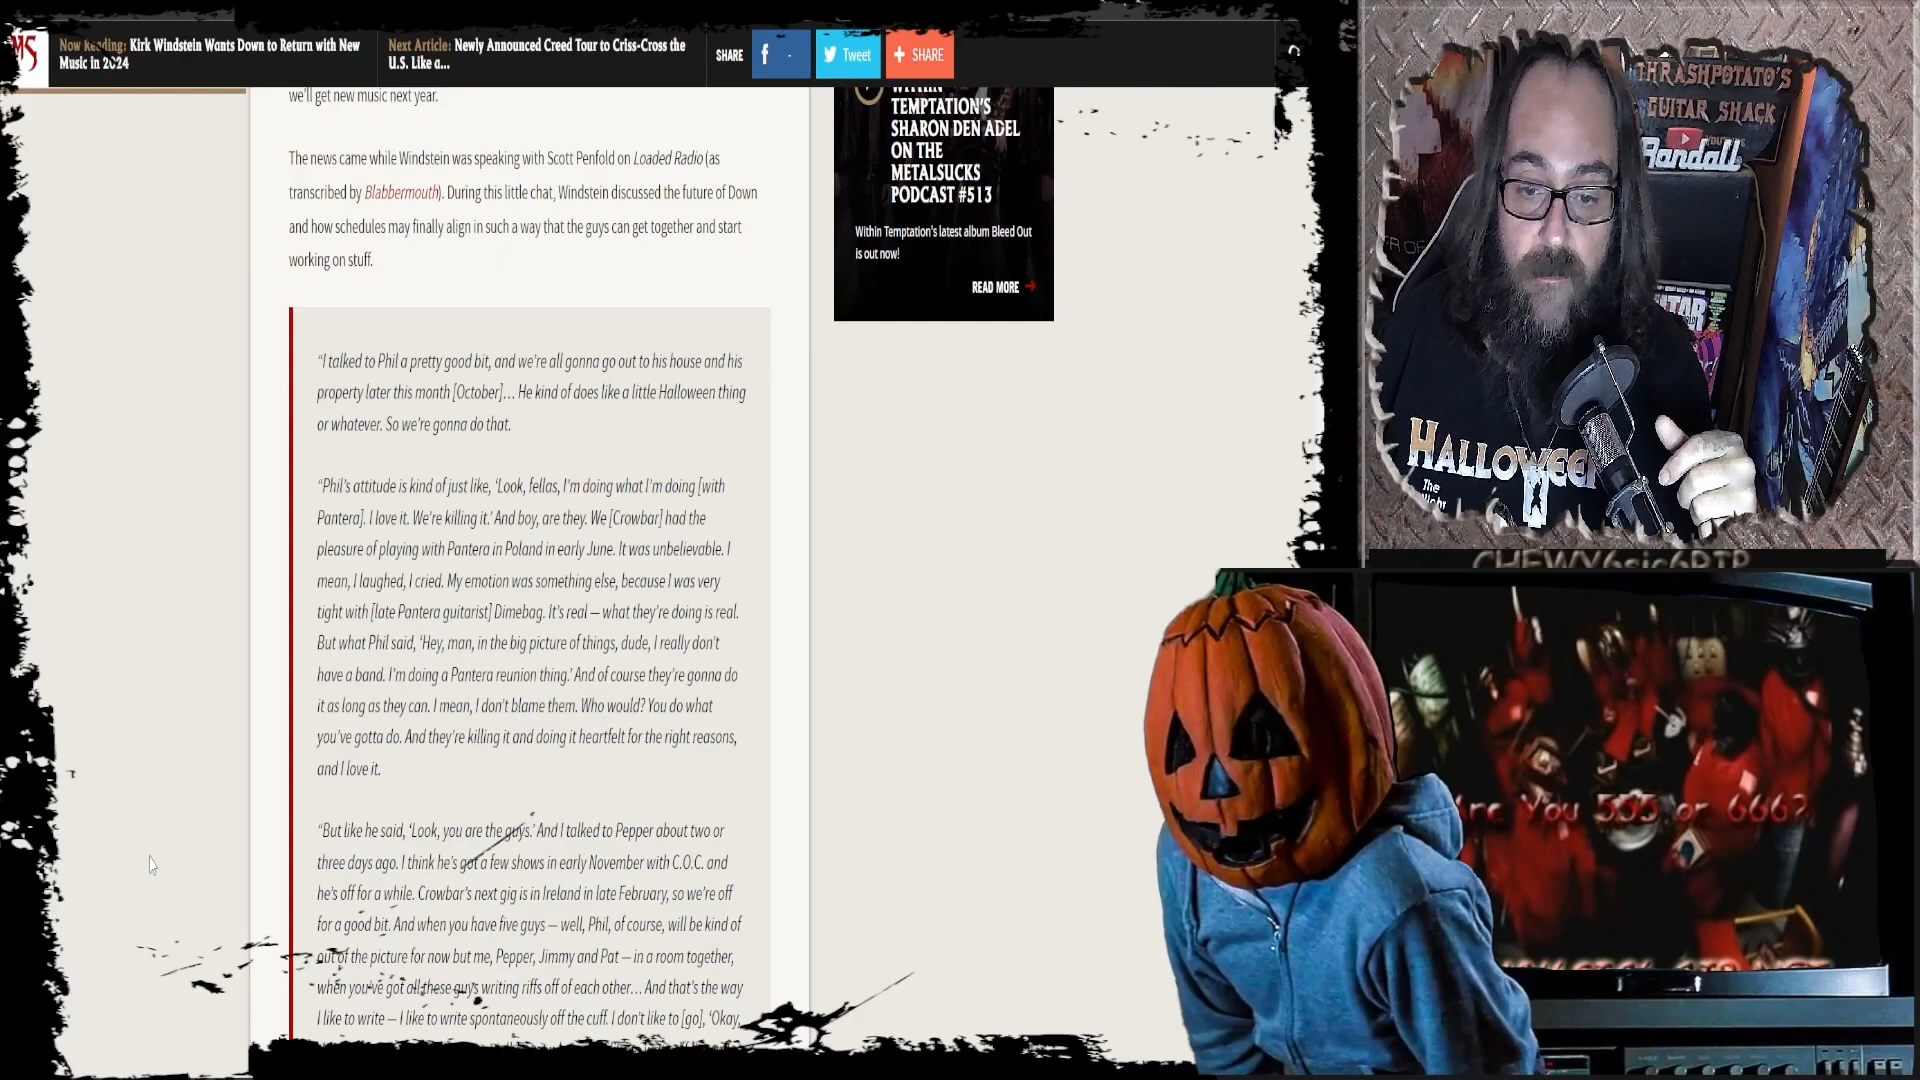 MS
Now Reading: Kirk Windstein Wants Down to Return with New
Music in 2024
Next Article: Newly Announced Creed Tour to Criss-Cross the
U.S. Like a...
SHARE
f -
Tweet
+ SHARE
we'll get new music next year.
The news came while Windstein was speaking with Scott Penfold on Loaded Radio (as
transcribed by Blabbermouth). During this little chat, Windstein discussed the future of Down
and how schedules may finally align in such a way that the guys can get together and start
working on stuff.
"I talked to Phil a pretty good bit, and we're all gonna go out to his house and his
property later this month [October]… He kind of does like a little Halloween thing
or whatever. So we're gonna do that.
"Phil's attitude is kind of just like, 'Look, fellas, I'm doing what I'm doing [with
Pantera]. I love it. We're killing it.' And boy, are they. We [Crowbar] had the
pleasure of playing with Pantera in Poland in early June. It was unbelievable. I
mean, I laughed, I cried. My emotion was something else, because I was very
tight with [late Pantera guitarist] Dimebag. It's real — what they're doing is real.
But what Phil said, 'Hey, man, in the big picture of things, dude, I really don't
have a band. I'm doing a Pantera reunion thing.' And of course they're gonna do
it as long as they can. I mean, I don't blame them. Who would? You do what
you've gotta do. And they're killing it and doing it heartfelt for the right reasons,
and I love it.
"But like he said, 'Look, you are the guys.' And I talked to Pepper about two or
three days ago. I think he's got a few shows in early November with C.O.C. and
he's off for a while. Crowbar's next gig is in Ireland in late February, so we're off
for a good bit. And when you have five guys — well, Phil, of course, will be kind of
out of the picture for now but me, Pepper, Jimmy and Pat — in a room together,
when you've got all these guys writing riffs off of each other… And that's the way
I like to write — I like to write spontaneously off the cuff. I don't like to [go], 'Okay,
WITHIN
TEMPTATION'S
SHARON DEN ADEL
ON THE
METALSUCKS
PODCAST #513
Within Temptation's latest album Bleed Out
is out now!
READ MORE
THRASHPOTATO'S
GUITAR SHACK
Randall
HALLOWEEN
The
CHEWY6sic6RIP
Are You 555 or 666?